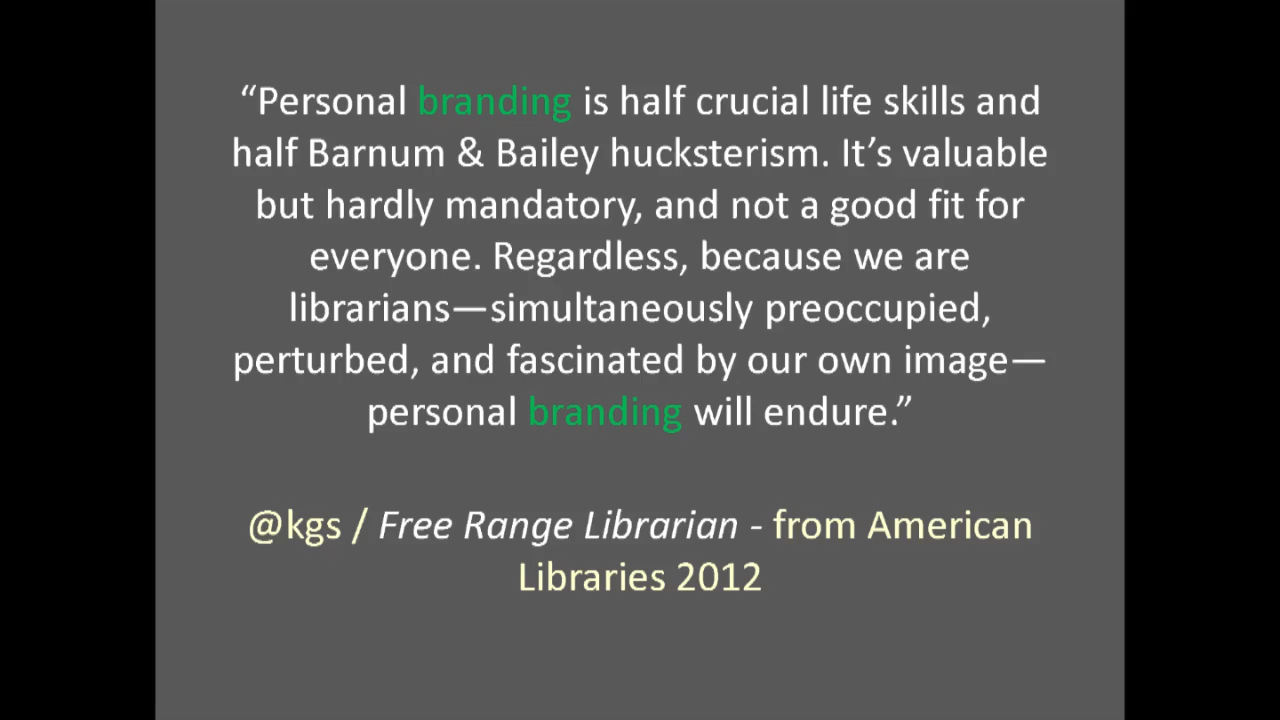 “Personal branding is half crucial life skills and
half Barnum & Bailey hucksterism. It’s valuable
but hardly mandatory, and not a good fit for
everyone. Regardless, because we are
librarians—simultaneously preoccupied,
perturbed, and fascinated by our own image—
personal branding will endure.”
@kgs / Free Range Librarian - from American
Libraries 2012